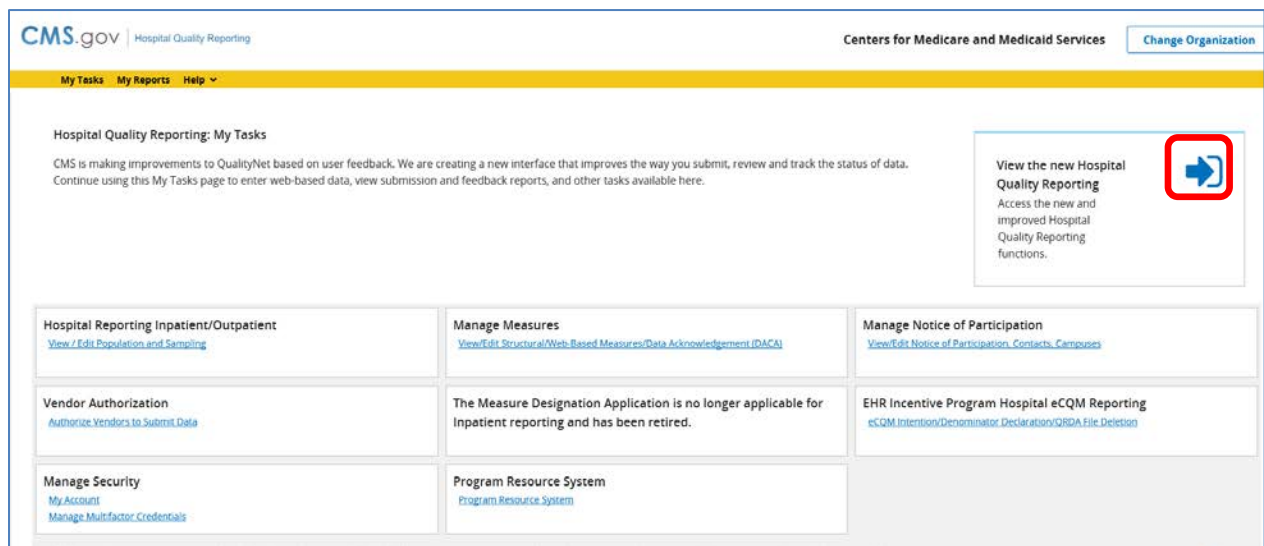 CMS.gov | Hospital Quality Reporting
Centers for Medicare and Medicaid Services
Change Organization
My Tasks My Reports Help
Hospital Quality Reporting: My Tasks
CMS is making improvements to QualityNet based on user feedback. We are creating a new interface that improves the way you submit, review and track the status of data.
Continue using this My Tasks page to enter web-based data, view submission and feedback reports, and other tasks available here.
View the new Hospital
Quality Reporting
Access the new and
improved Hospital
Quality Reporting
functions.
Hospital Reporting Inpatient/Outpatient
View / Edit Population and Sampling
Manage Measures
View/Edit Structural/Web-Based Measures/Data Acknowledgement (DACA)
Manage Notice of Participation
View/Edit Notice of Participation, Contacts, Campuses
Vendor Authorization
Authorize Vendors to Submit Data
The Measure Designation Application is no longer applicable for
Inpatient reporting and has been retired.
EHR Incentive Program Hospital eCQM Reporting
eCQM Intention/Denominator Declaration/QRDA File Deletion
Manage Security
My Account
Manage Multifactor Credentials
Program Resource System
Program Resource System